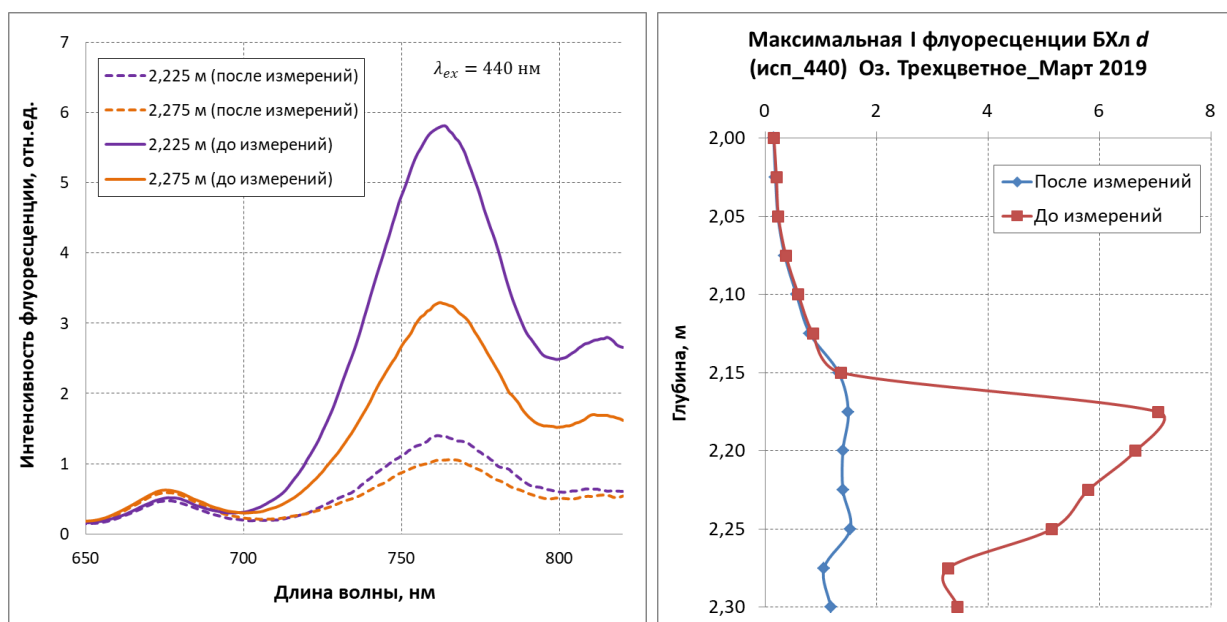 7
6
5
4
3
2
1
0
650
700
750
800
Интенсивность флуоресценции, отн.ед.
Длина волны, нм
2,225 м (после измерений)
2,275 м (после измерений)
2,225 м (до измерений)
2,275 м (до измерений)
λex = 440 нм
Максимальная I флуоресценции БХл d
(исп_440) Оз. Трехцветное_Март 2019
0
2
4
6
8
2,00
2,05
2,10
2,15
2,20
2,25
2,30
Глубина, м
После измерений
До измерений